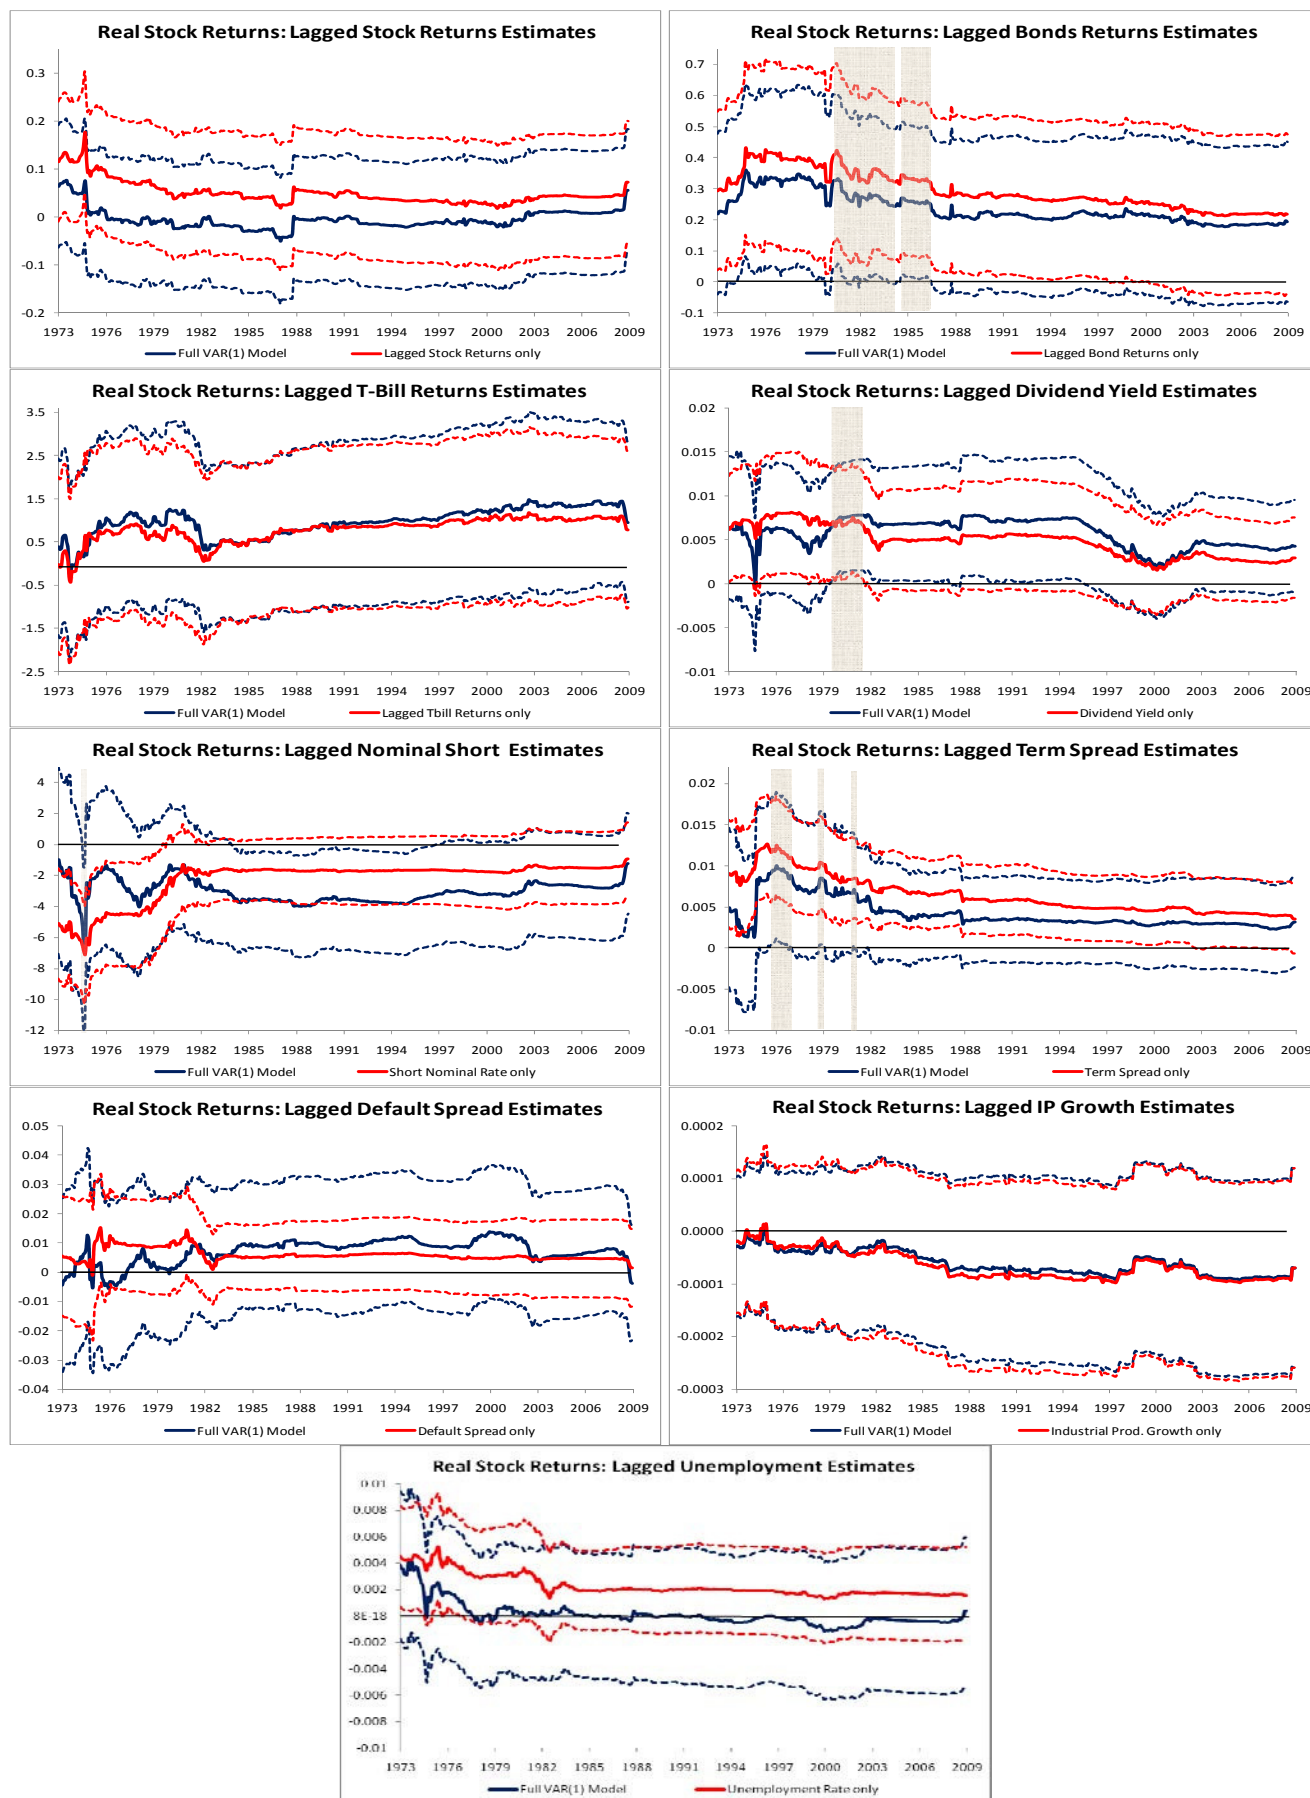 Real Stock Returns: Lagged Stock Returns Estimates
0.3
0.2
0.1
0
-0.1
-0.2
1973 1976 1979 1982 1985 1988 1991 1994 1997 2000 2003 2006 2009
Full VAR(1) Model Lagged Stock Returns only
Real Stock Returns: Lagged Bonds Returns Estimates
0.7
0.6
0.5
0.4
0.3
0.2
0.1
0
-0.1
1973 1976 1979 1982 1985 1988 1991 1994 1997 2000 2003 2006 2009
Full VAR(1) Model Lagged Bond Returns only
Real Stock Returns: Lagged T-Bill Returns Estimates
3.5
2.5
1.5
0.5
-0.5
-1.5
-2.5
1973 1976 1979 1982 1985 1988 1991 1994 1997 2000 2003 2006 2009
Full VAR(1) Model Lagged Tbill Returns only
Real Stock Returns: Lagged Dividend Yield Estimates
0.02
0.015
0.01
0.005
0
-0.005
-0.01
1973 1976 1979 1982 1985 1988 1991 1994 1997 2000 2003 2006 2009
Full VAR(1) Model Dividend Yield only
Real Stock Returns: Lagged Nominal Short Estimates
4
2
0
-2
-4
-6
-8
-10
-12
1973 1976 1979 1982 1985 1988 1991 1994 1997 2000 2003 2006 2009
Full VAR(1) Model Short Nominal Rate only
Real Stock Returns: Lagged Term Spread Estimates
0.02
0.015
0.01
0.005
0
-0.005
-0.01
1973 1976 1979 1982 1985 1988 1991 1994 1997 2000 2003 2006 2009
Full VAR(1) Model Term Spread only
Real Stock Returns: Lagged Default Spread Estimates
0.05
0.04
0.03
0.02
0.01
0
-0.01
-0.02
-0.03
-0.04
1973 1976 1979 1982 1985 1988 1991 1994 1997 2000 2003 2006 2009
Full VAR(1) Model Default Spread only
Real Stock Returns: Lagged IP Growth Estimates
0.0002
0.0001
0.0000
-0.0001
-0.0002
-0.0003
1973 1976 1979 1982 1985 1988 1991 1994 1997 2000 2003 2006 2009
Full VAR(1) Model Industrial Prod. Growth only
Real Stock Returns: Lagged Unemployment Estimates
0.01
0.008
0.006
0.004
0.002
8E-18
-0.002
-0.004
-0.006
-0.008
-0.01
1973 1976 1979 1982 1985 1988 1991 1994 1997 2000 2003 2006 2009
Full VAR(1) Model Unemployment Rate only